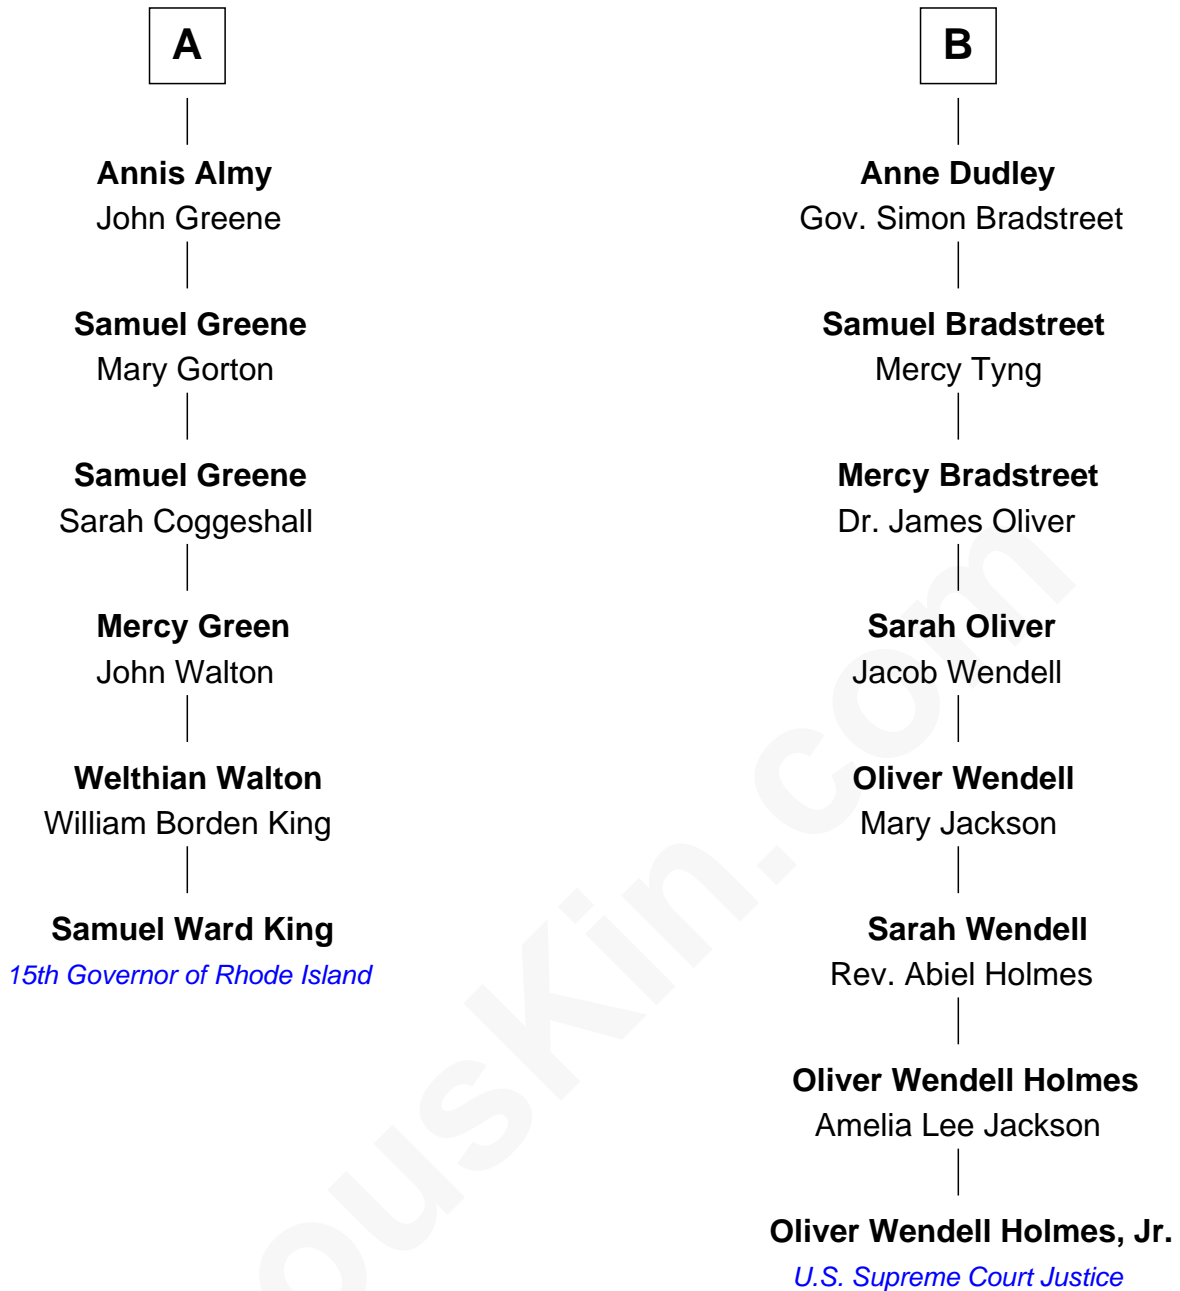 A
Annis Almy
John Greene
Samuel Greene
Mary Gorton
Samuel Greene
Sarah Coggeshall
Mercy Green
John Walton
Welthian Walton
William Borden King
Samuel Ward King
15th Governor of Rhode Island
B
Anne Dudley
Gov. Simon Bradstreet
Samuel Bradstreet
Mercy Tyng
Mercy Bradstreet
Dr. James Oliver
Sarah Oliver
Jacob Wendell
Oliver Wendell
Mary Jackson
Sarah Wendell
Rev. Abiel Holmes
Oliver Wendell Holmes
Amelia Lee Jackson
Oliver Wendell Holmes, Jr.
U.S. Supreme Court Justice
ousKin.com